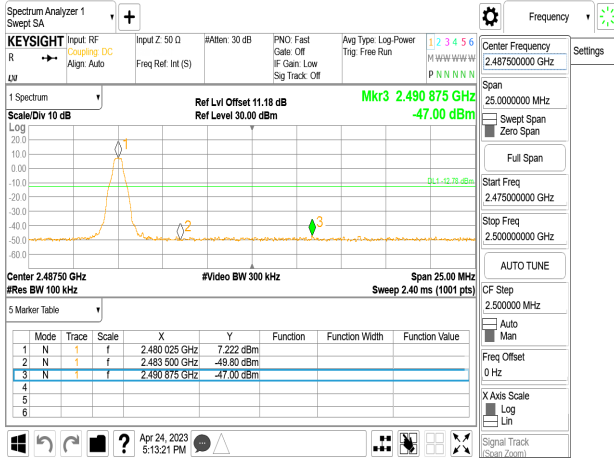 Spectrum Analyzer 1
Swept SA
Frequency
KEYSIGHT
Input: RF
Coupling: DC
Align: Auto
Input Z: 50 Ω
Freq Ref: Int (S)
#Atten: 30 dB
PNO: Fast
Gate: Off
IF Gain: Low
Sig Track: Off
Avg Type: Log-Power
Trig: Free Run
1 2 3 4 5 6
M W W W W W
P N N N N N
R
LXI
1 Spectrum
Scale/Div 10 dB
Ref Lvl Offset 11.18 dB
Ref Level 30.00 dBm
Mkr3 2.490 875 GHz
-47.00 dBm
Log
20.0
10.0
0.00
-10.0
-20.0
-30.0
-40.0
-50.0
-60.0
1
2
3
DL1 -12.78 dBm
Center 2.48750 GHz
#Video BW 300 kHz
Span 25.00 MHz
#Res BW 100 kHz
Sweep 2.40 ms (1001 pts)
5 Marker Table
Mode Trace Scale X Y Function Function Width Function Value
1 N 1 f 2.480 025 GHz 7.222 dBm
2 N 1 f 2.483 500 GHz -49.80 dBm
3 N 1 f 2.490 875 GHz -47.00 dBm
4
5
6
Apr 24, 2023
5:13:21 PM
Center Frequency
2.487500000 GHz
Settings
Span
25.0000000 MHz
Swept Span
Zero Span
Full Span
Start Freq
2.475000000 GHz
Stop Freq
2.500000000 GHz
AUTO TUNE
CF Step
2.500000 MHz
Auto
Man
Freq Offset
0 Hz
X Axis Scale
Log
Lin
Signal Track
(Span Zoom)